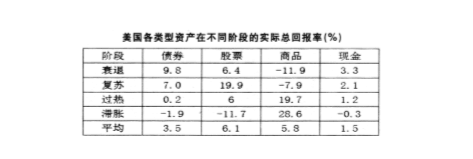 美国各类型资产在不同阶段的实际总回报率(%)
阶段 债券 股票 商品 现金
衰退 9.8 6.4 -11.9 3.3
复苏 7.0 19.9 -7.9 2.1
过热 0.2 6 19.7 1.2
滞胀 -1.9 -11.7 28.6 -0.3
平均 3.5 6.1 5.8 1.5